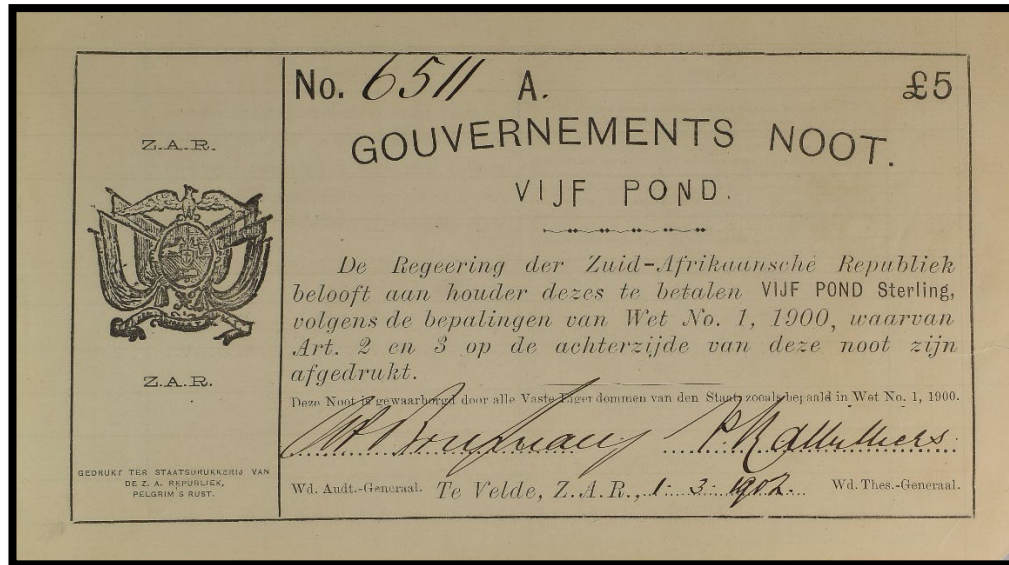 No. 6511 A. £5
GOUVERNEMENTS NOOT.
VIJF POND.
Z.A.R.
De Regeering der Zuid-Afrikaansche Republiek
belooft aan houder dezes te betalen VIJF POND Sterling,
volgens de bepalingen van Wet No. 1, 1900, waarvan
Art. 2 en 3 op de achterzijde van deze noot zijn
afgedrukt.
Z.A.R.
Deze Noot is gewaarborgd door alle Vaste Eigendommen van den Staat, zooals bepaald in Wet No. 1, 1900.
GEDRUKT TER STAATSDRUKKERIJ VAN
DE Z. A. REPUBLIEK,
PELGRIM'S RUST.
Wd. Audt.-Generaal. Te Velde, Z.A.R., 1.3.1902. Wd. Thes.-Generaal.